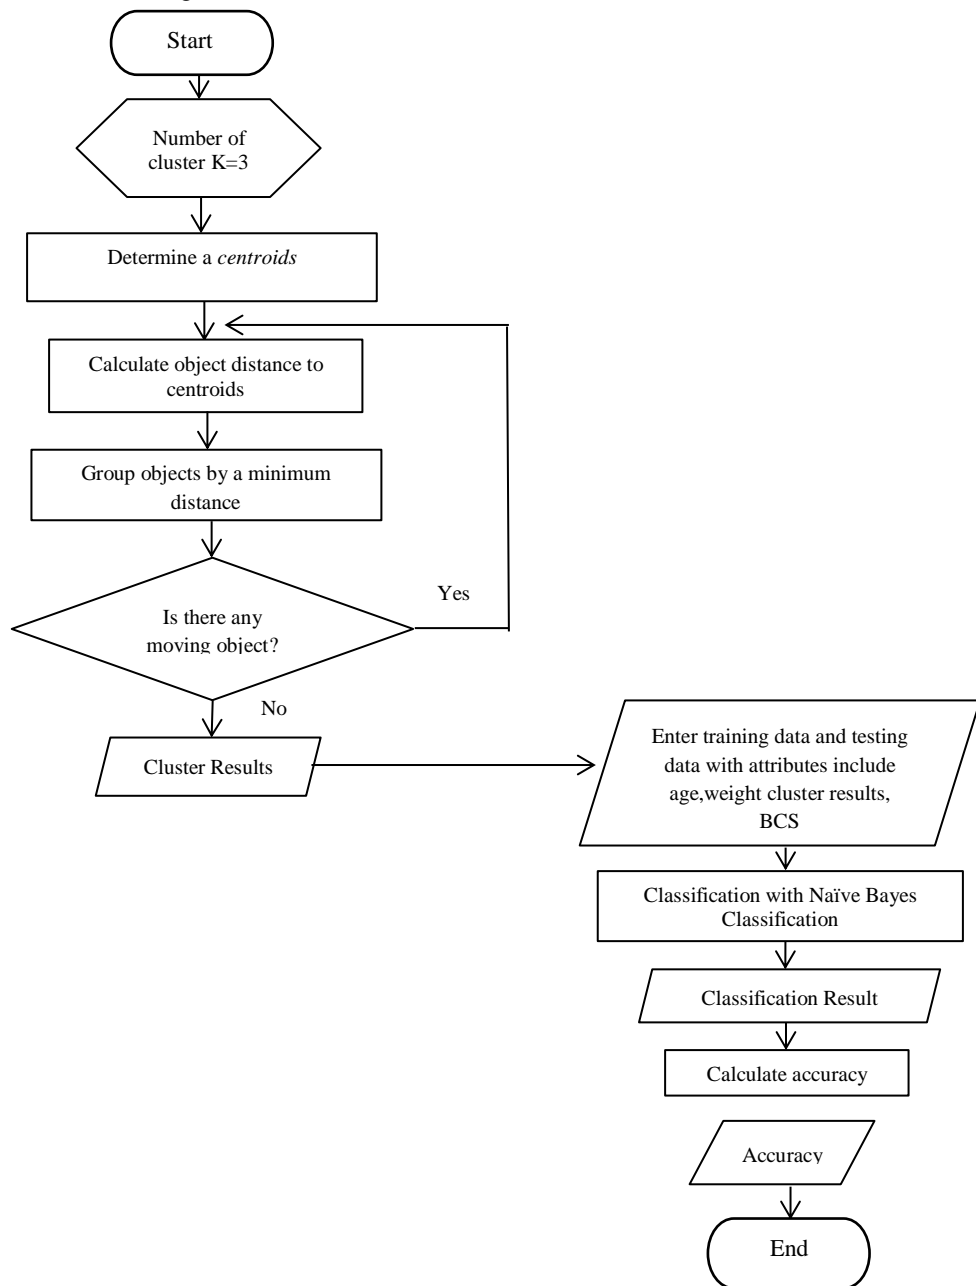 Start
Number of
cluster K=3
Determine a centroids
Calculate object distance to
centroids
Group objects by a minimum
distance
Is there any
moving object?
Yes
No
Cluster Results
Enter training data and testing
data with attributes include
age,weight cluster results,
BCS
Classification with Naïve Bayes
Classification
Classification Result
Calculate accuracy
Accuracy
End